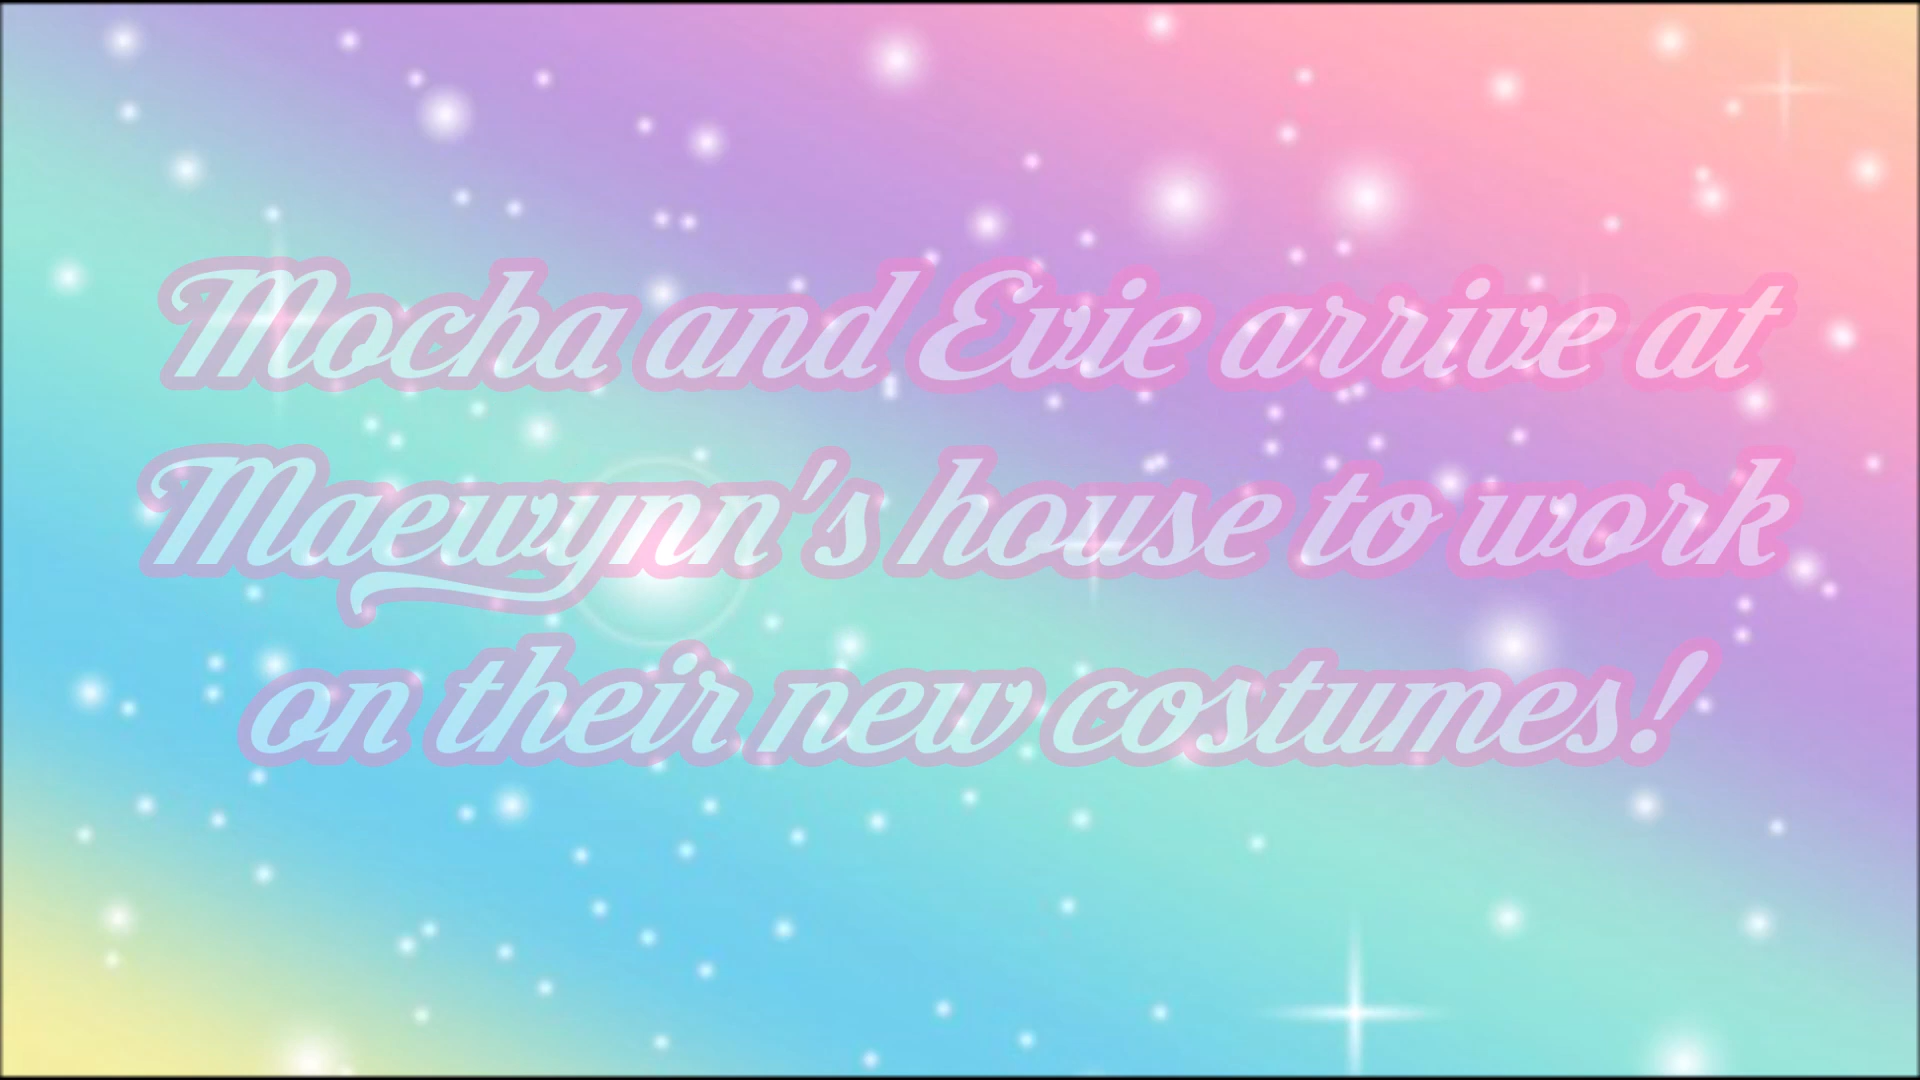 Mocha and Evie arrive at
Maewynn's house to work
on their new costumes!